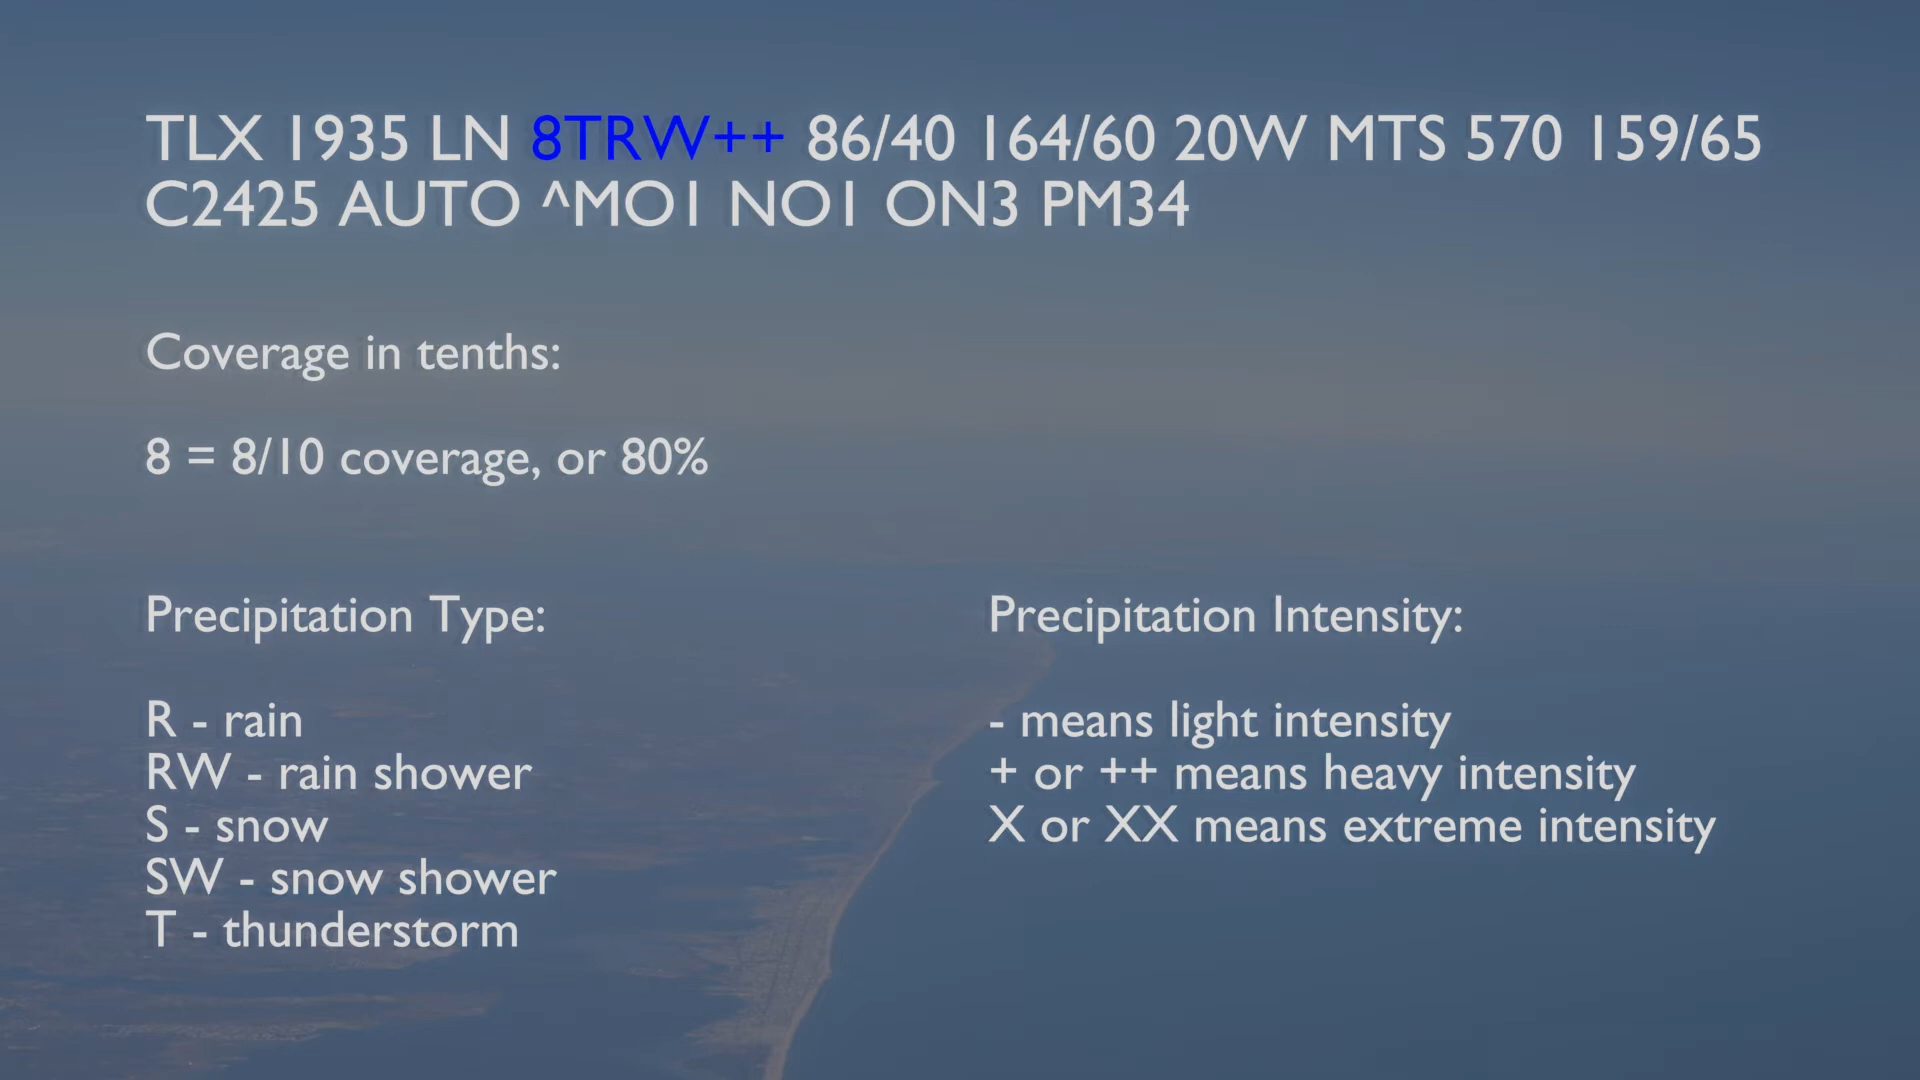 TLX 1935 LN 8TRW++ 86/40 164/60 20W MTS 570 159/65
C2425 AUTO ^MO1 NO1 ON3 PM34
Coverage in tenths:
8 = 8/10 coverage, or 80%
Precipitation Type:
R - rain
RW - rain shower
S - snow
SW - snow shower
T - thunderstorm
Precipitation Intensity:
- means light intensity
+ or ++ means heavy intensity
X or XX means extreme intensity